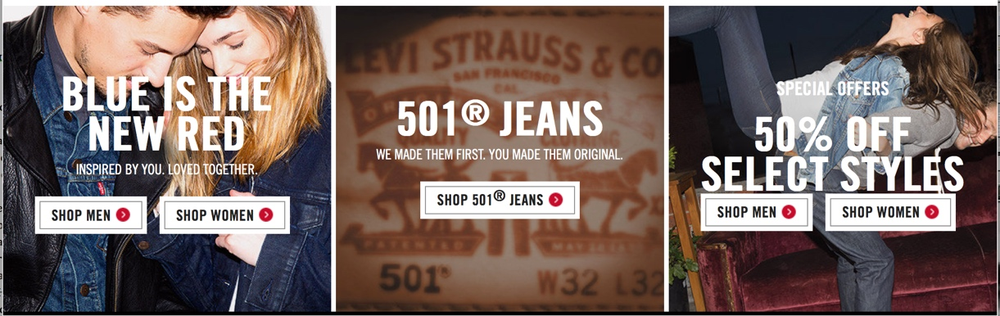 BLUE IS THE
NEW RED
INSPIRED BY YOU. LOVED TOGETHER.
SHOP MEN
SHOP WOMEN
LEVI STRAUSS & CO
SAN FRANCISCO
CAL.
QUALITY
501® JEANS
WE MADE THEM FIRST. YOU MADE THEM ORIGINAL.
SHOP 501® JEANS
PATENTED
501®
W32 L32
SPECIAL OFFERS
50% OFF
SELECT STYLES
SHOP MEN
SHOP WOMEN